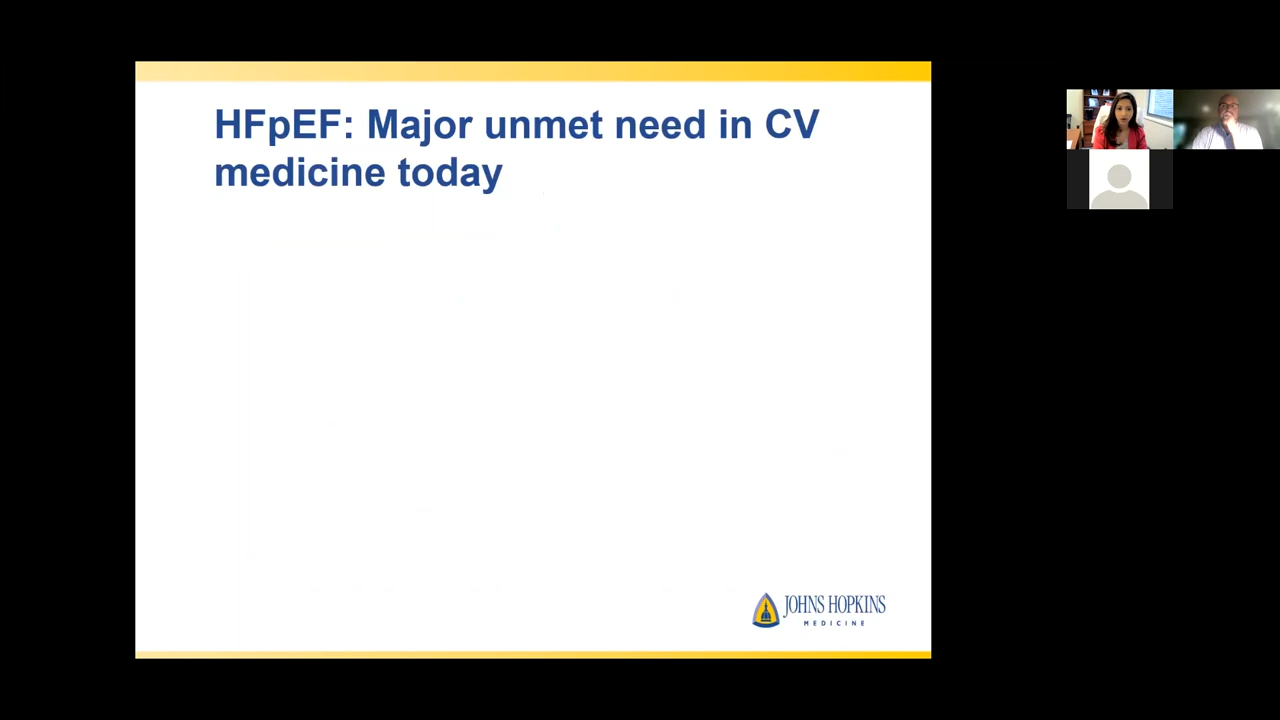 HFpEF: Major unmet need in CV
medicine today
JOHNS HOPKINS
MEDICINE